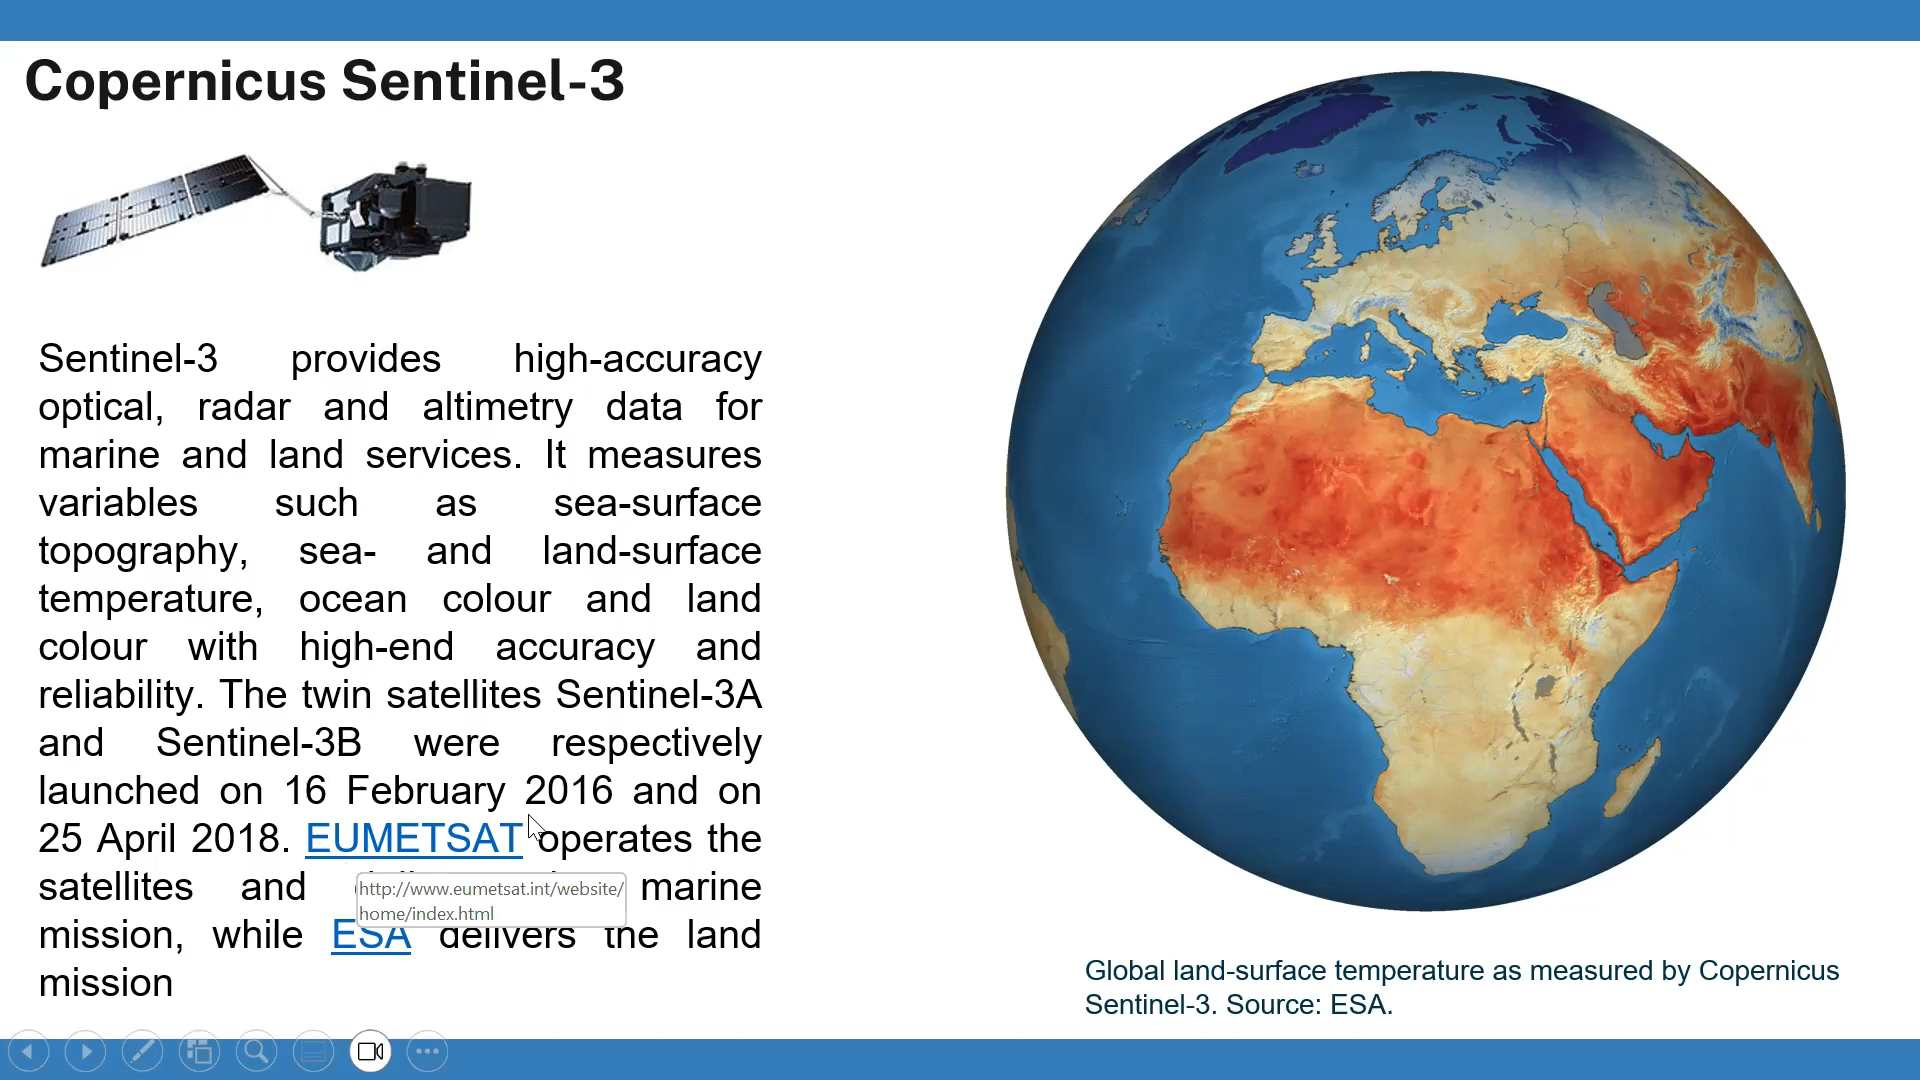 Copernicus Sentinel-3
Sentinel-3 provides high-accuracy
optical, radar and altimetry data for
marine and land services. It measures
variables such as sea-surface
topography, sea- and land-surface
temperature, ocean colour and land
colour with high-end accuracy and
reliability. The twin satellites Sentinel-3A
and Sentinel-3B were respectively
launched on 16 February 2016 and on
25 April 2018. EUMETSAT operates the
satellites and marine
http://www.eumetsat.int/website/
home/index.html
mission, while ESA delivers the land
mission
Global land-surface temperature as measured by Copernicus
Sentinel-3. Source: ESA.